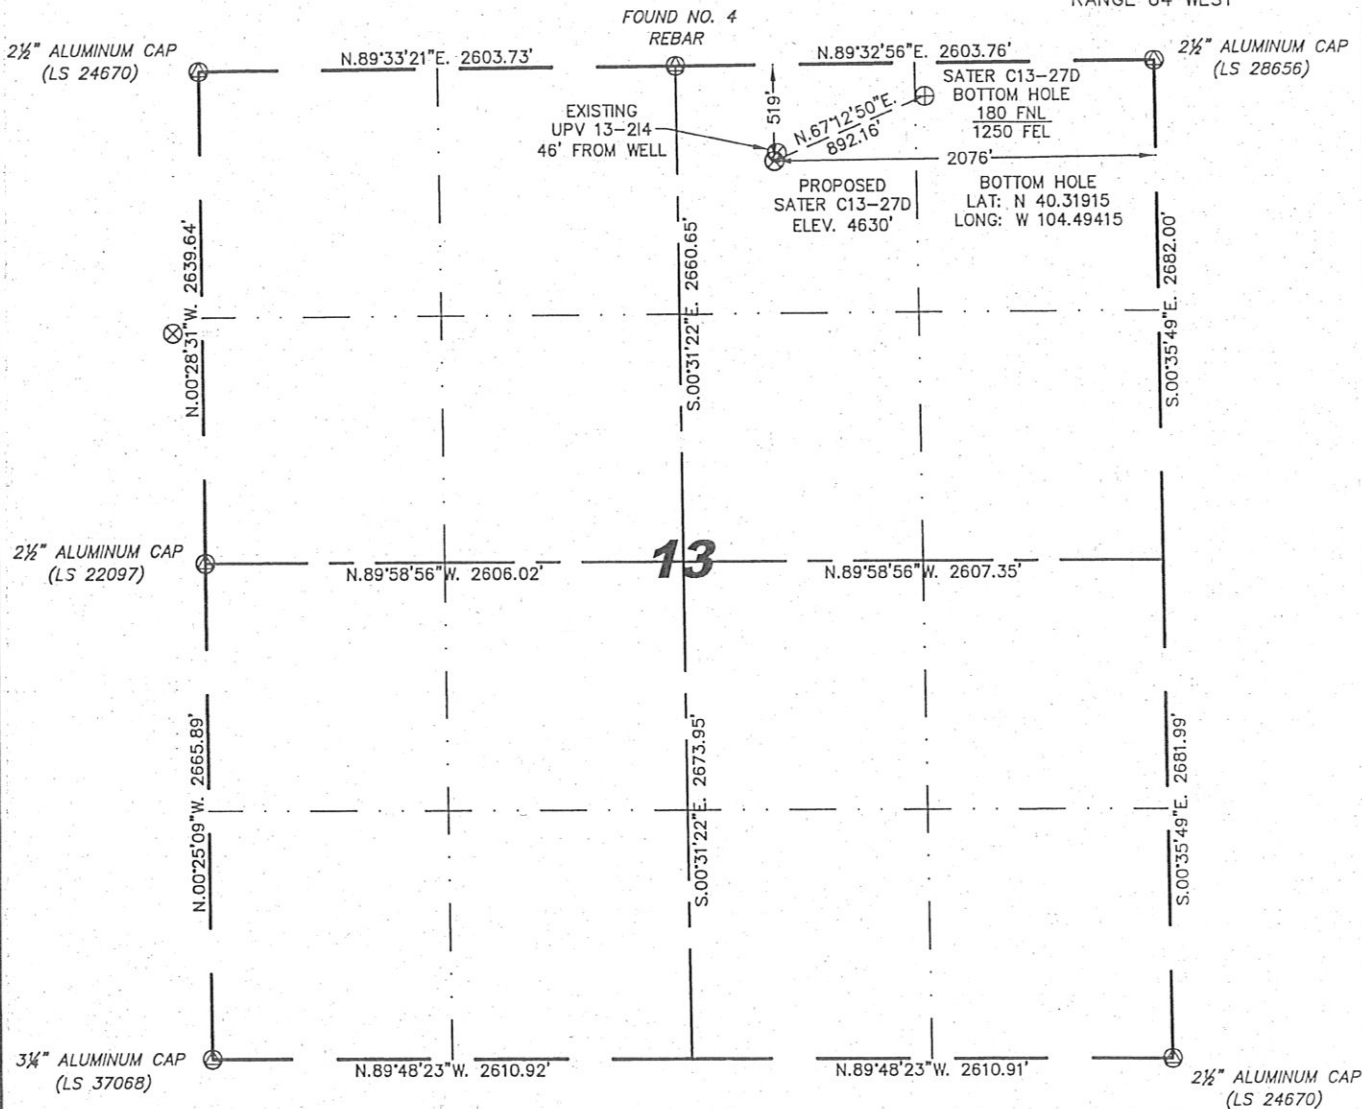 RANGE 64 WEST
FOUND NO. 4
REBAR
2½" ALUMINUM CAP
(LS 24670)
N.89°33'21"E. 2603.73'
N.89°32'56"E. 2603.76'
2½" ALUMINUM CAP
(LS 28656)
SATER C13-27D
BOTTOM HOLE
180 FNL
1250 FEL
EXISTING
UPV 13-214
46' FROM WELL
519'
N.67°12'50"E.
892.16'
2076'
PROPOSED
SATER C13-27D
ELEV. 4630'
BOTTOM HOLE
LAT: N 40.31915
LONG: W 104.49415
N.00°28'31"W. 2639.64'
S.00°31'22"E. 2660.65'
S.00°35'49"E. 2682.00'
2½" ALUMINUM CAP
(LS 22097)
N.89°58'56"W. 2606.02'
13
N.89°58'56"W. 2607.35'
N.00°25'09"W. 2665.89'
S.00°31'22"E. 2673.95'
S.00°35'49"E. 2681.99'
3¼" ALUMINUM CAP
(LS 37068)
N.89°48'23"W. 2610.92'
N.89°48'23"W. 2610.91'
2½" ALUMINUM CAP
(LS 24670)